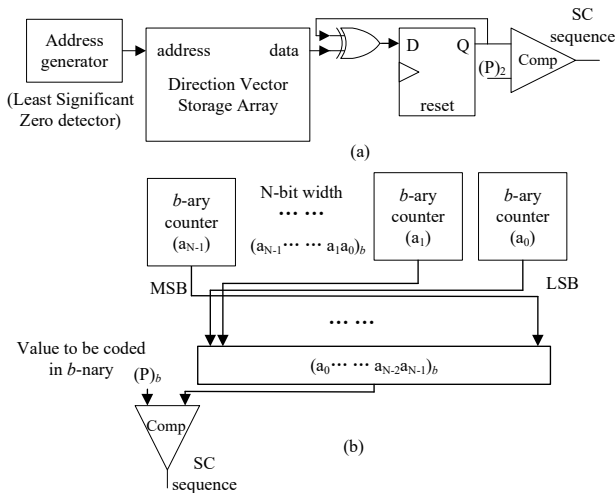 Address
generator
(Least Significant
Zero detector)
address data
Direction Vector
Storage Array
D Q
reset
(P)₂
Comp
SC
sequence
(a)
b-ary
counter
(aN-1)
N-bit width
... ...
(aN-1 ... ... a1a0)b
b-ary
counter
(a1)
b-ary
counter
(a0)
MSB
LSB
... ...
Value to be coded
in b-nary
(P)b
(a0 ... ... aN-2aN-1)b
Comp
SC
sequence
(b)